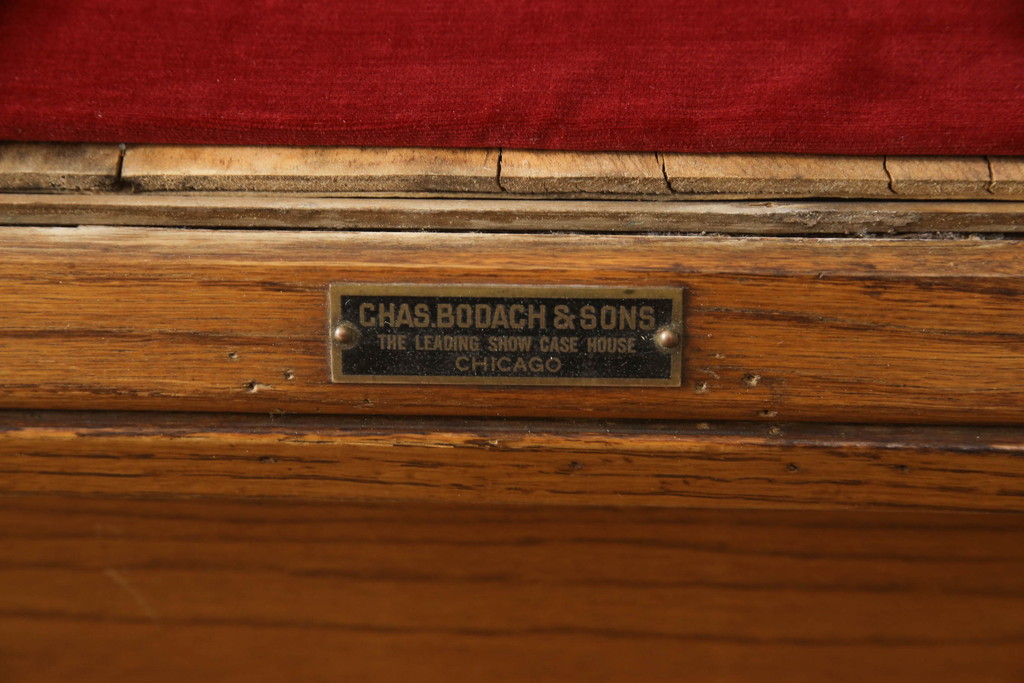 CHAS. BODACH & SONS
THE LEADING SHOW CASE HOUSE
CHICAGO